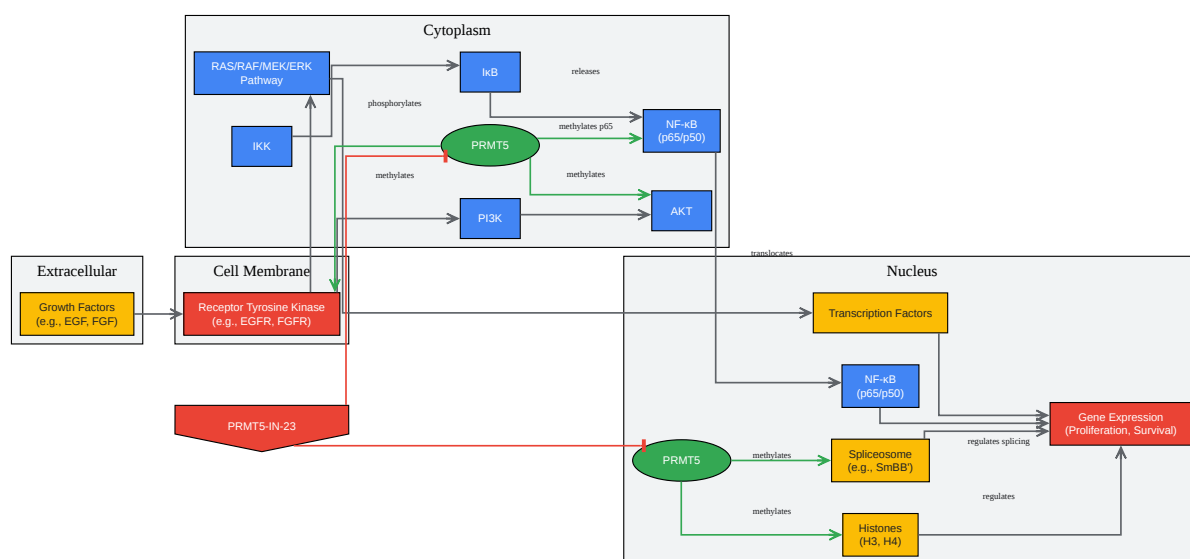 Cytoplasm
RAS/RAF/MEK/ERK
Pathway
IκB
releases
phosphorylates
NF-κB
(p65/p50)
methylates p65
IKK
PRMT5
methylates
methylates
PI3K
AKT
translocates
Extracellular
Growth Factors
(e.g., EGF, FGF)
Cell Membrane
Receptor Tyrosine Kinase
(e.g., EGFR, FGFR)
Nucleus
Transcription Factors
NF-κB
(p65/p50)
Gene Expression
(Proliferation, Survival)
PRMT5-IN-23
regulates splicing
PRMT5
methylates
Spliceosome
(e.g., SmBB')
regulates
methylates
Histones
(H3, H4)